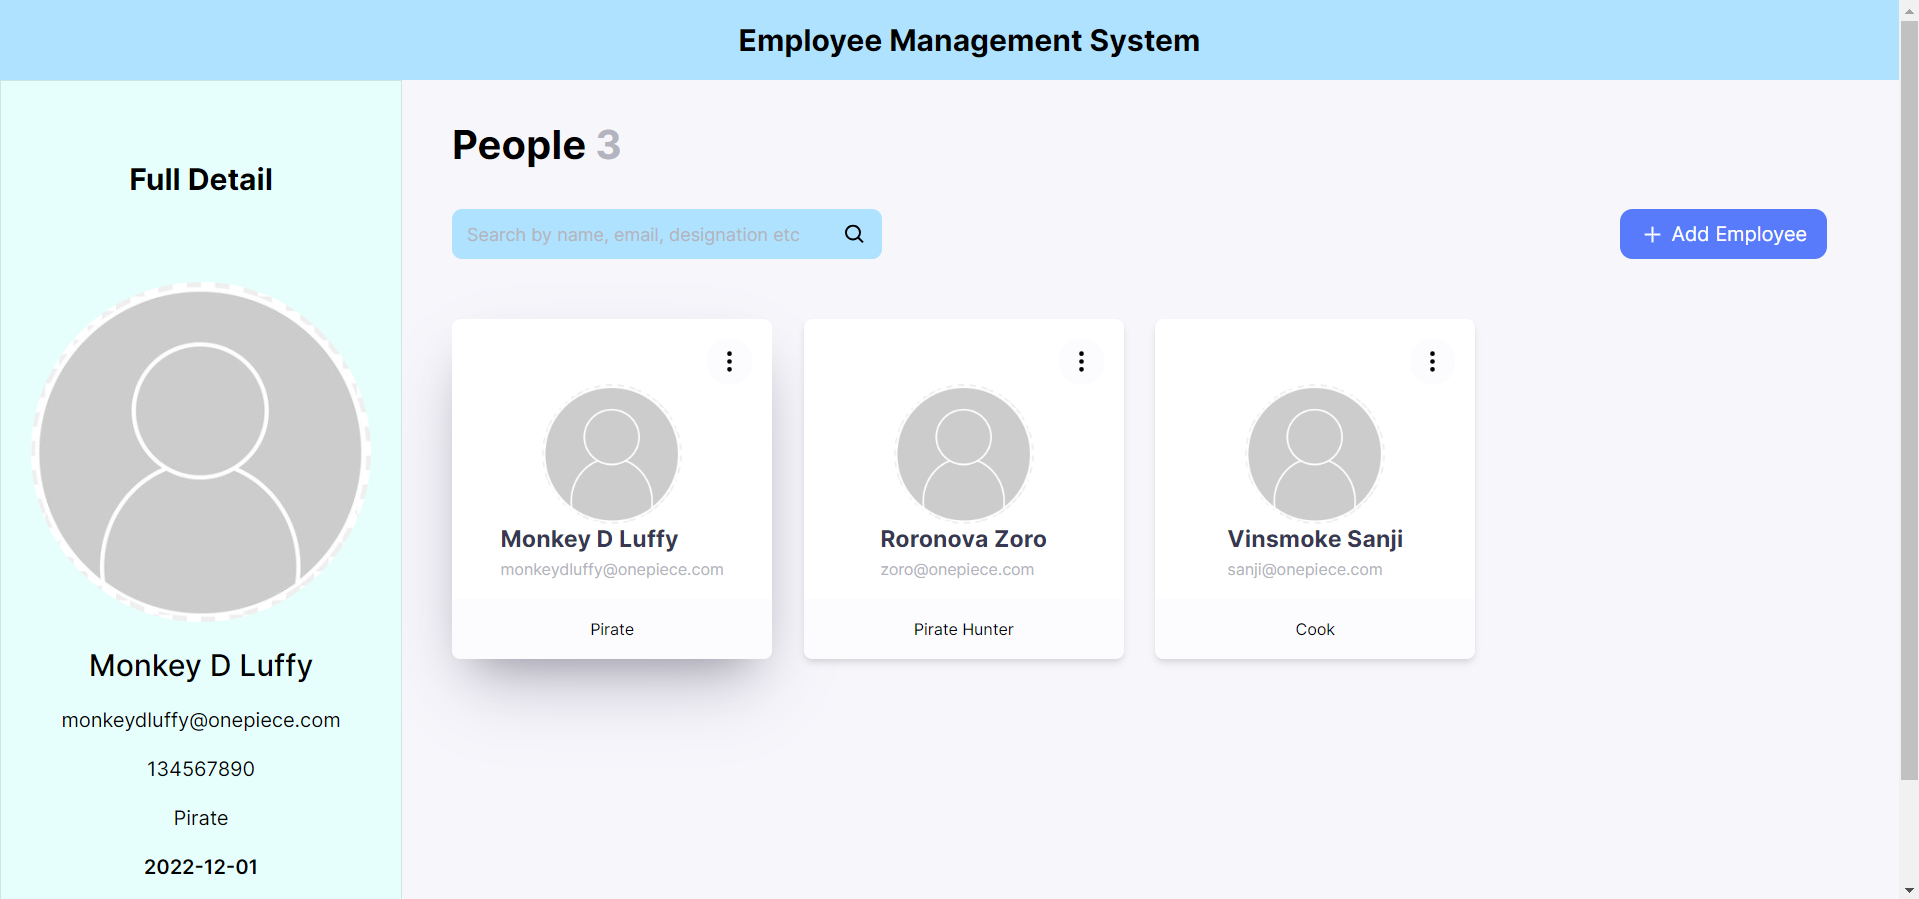 Employee Management System
Full Detail
Monkey D Luffy
monkeydluffy@onepiece.com
134567890
Pirate
2022-12-01
People 3
Search by name, email, designation etc
Add Employee
Monkey D Luffy
monkeydluffy@onepiece.com
Pirate
Roronova Zoro
zoro@onepiece.com
Pirate Hunter
Vinsmoke Sanji
sanji@onepiece.com
Cook